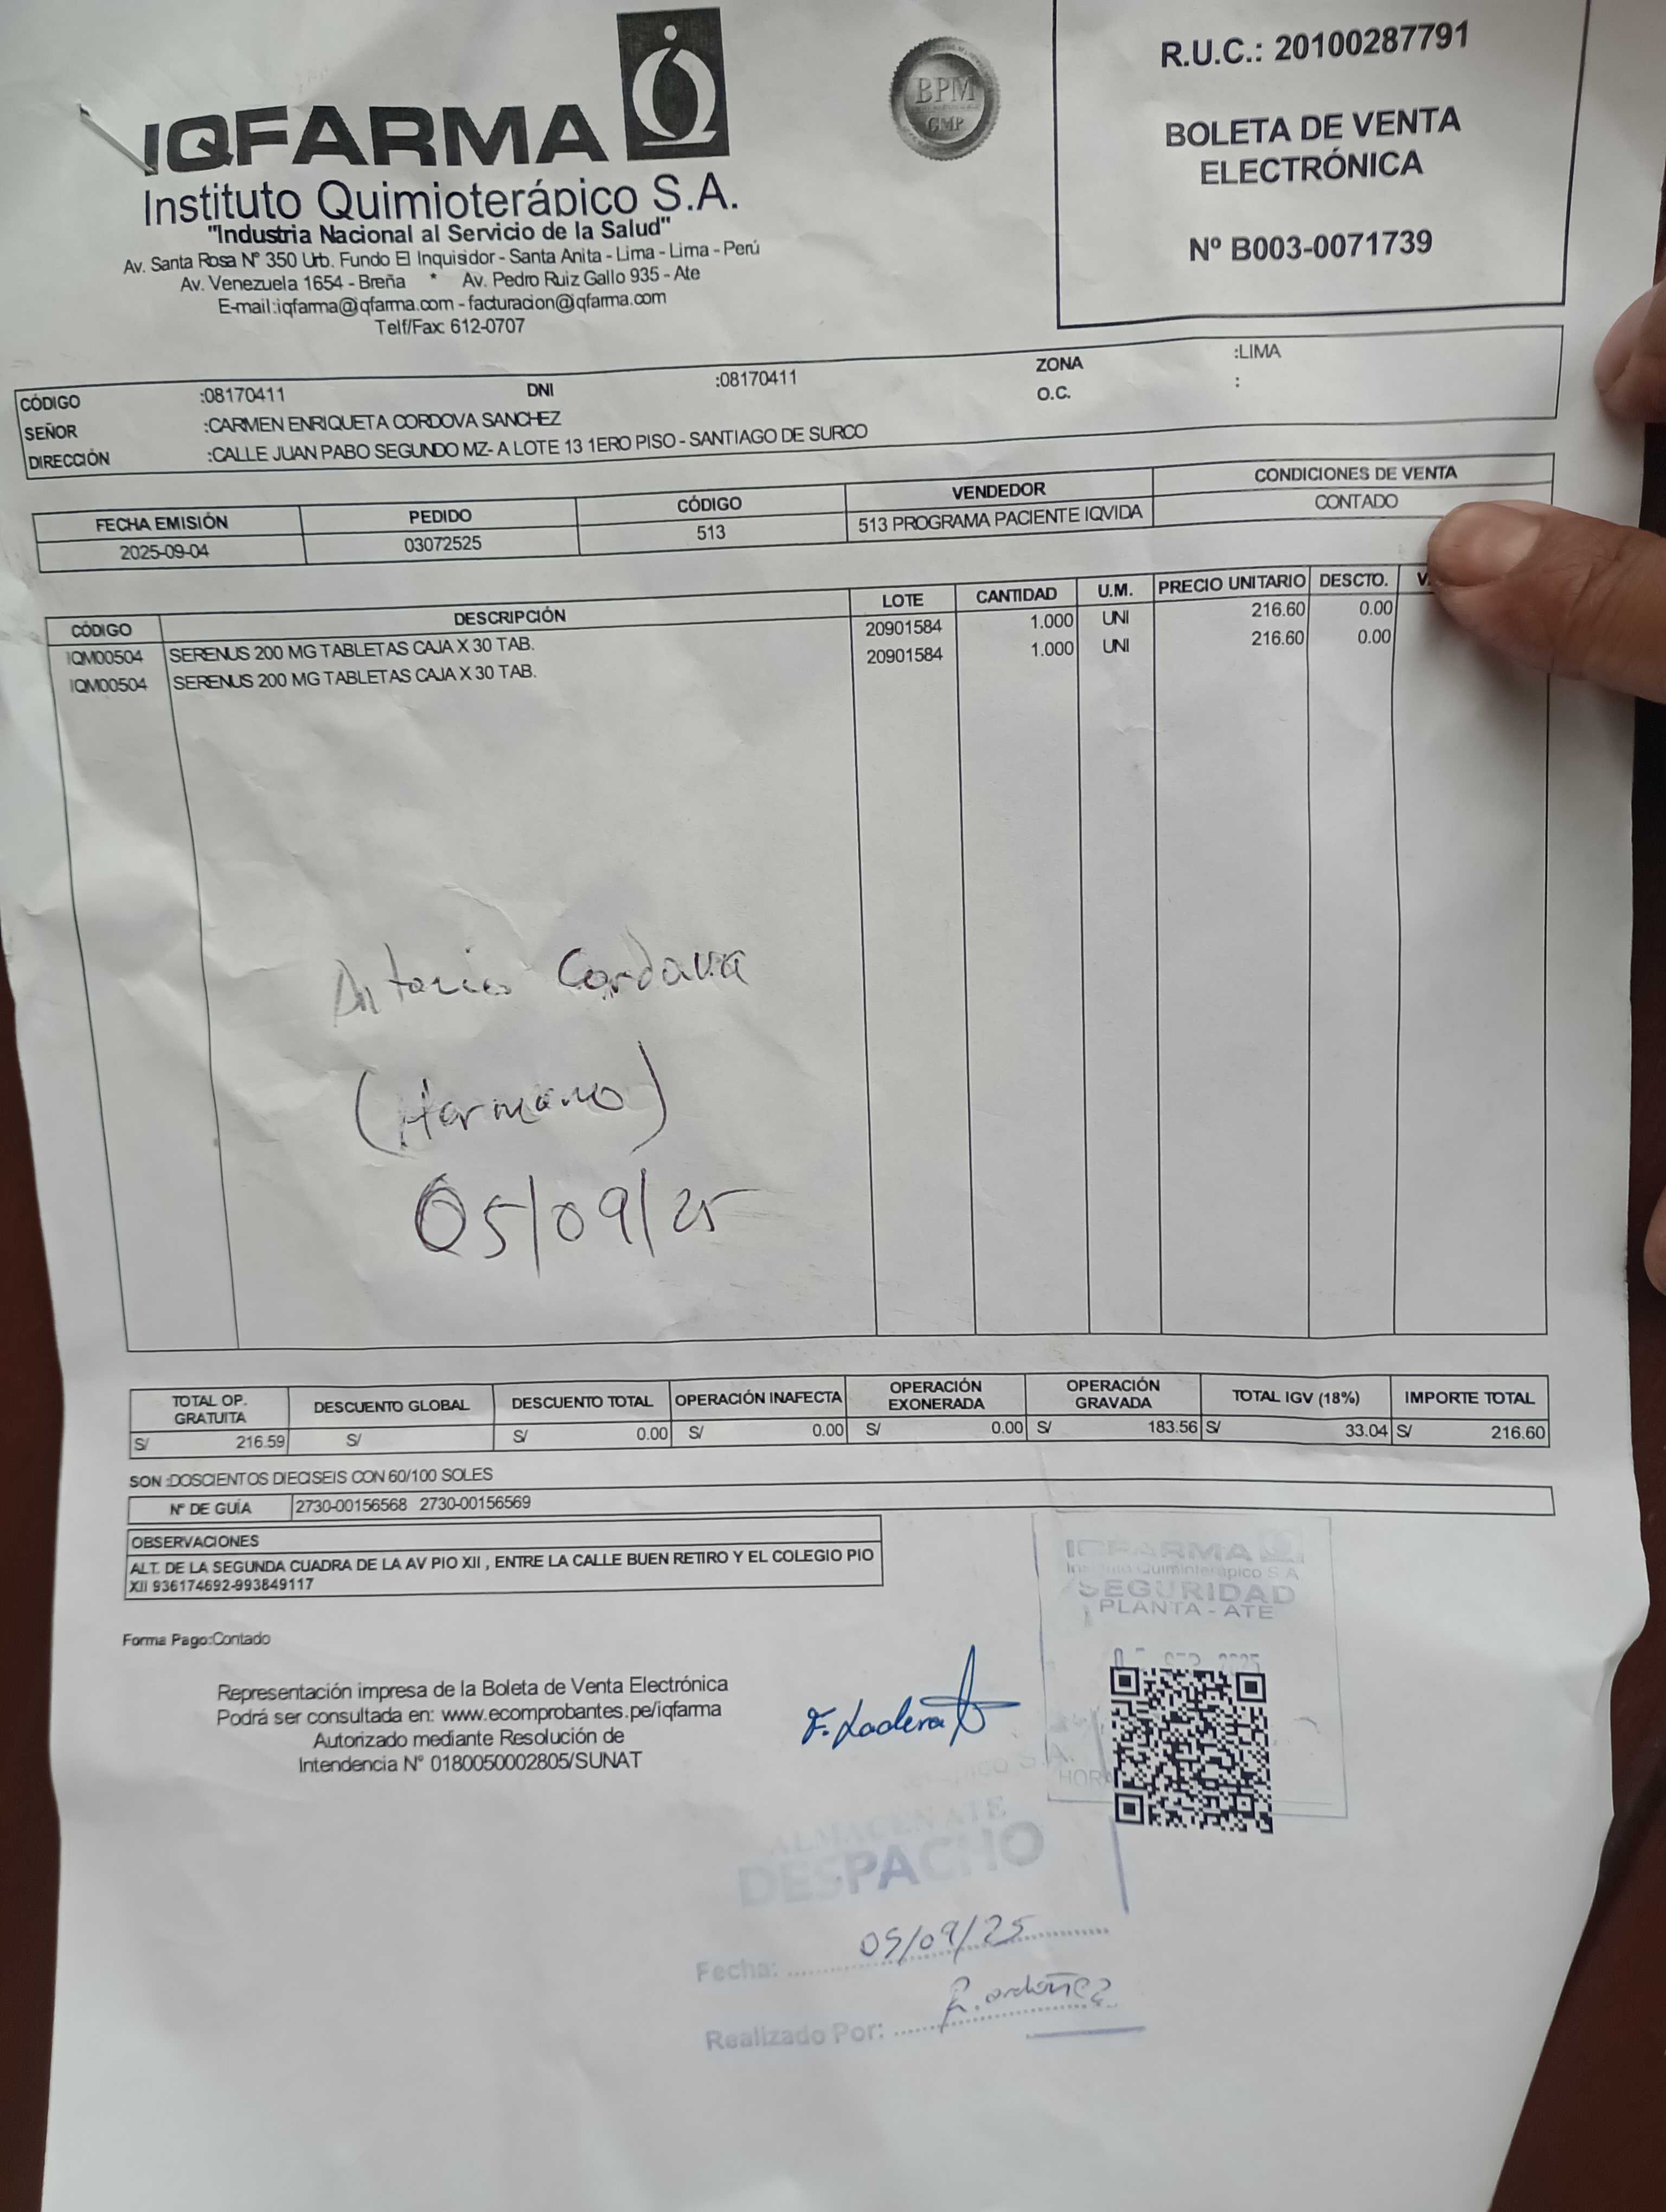 IQFARMA
Instituto Quimioterápico S.A.
"Industria Nacional al Servicio de la Salud"
Av. Santa Rosa N° 350 Urb. Fundo El Inquisidor - Santa Anita - Lima - Lima - Perú
Av. Venezuela 1654 - Breña * Av. Pedro Ruiz Gallo 935 - Ate
E-mail:iqfarma@iqfarma.com - facturacion@iqfarma.com
Telf/Fax: 612-0707
BPM
GMP
R.U.C.: 20100287791
BOLETA DE VENTA
ELECTRÓNICA
Nº B003-0071739
CÓDIGO :08170411 DNI :08170411 ZONA :LIMA
SEÑOR :CARMEN ENRIQUETA CORDOVA SANCHEZ O.C. :
DIRECCIÓN :CALLE JUAN PABO SEGUNDO MZ- A LOTE 13 1ERO PISO - SANTIAGO DE SURCO
FECHA EMISIÓN PEDIDO CÓDIGO VENDEDOR CONDICIONES DE VENTA
2025-09-04 03072525 513 513 PROGRAMA PACIENTE IQVIDA CONTADO
CÓDIGO DESCRIPCIÓN LOTE CANTIDAD U.M. PRECIO UNITARIO DESCTO.
IQM00504 SERENUS 200 MG TABLETAS CAJA X 30 TAB. 20901584 1.000 UNI 216.60 0.00
IQM00504 SERENUS 200 MG TABLETAS CAJA X 30 TAB. 20901584 1.000 UNI 216.60 0.00
Antonio Cordova
(Hermano)
05/09/25
TOTAL OP. GRATUITA DESCUENTO GLOBAL DESCUENTO TOTAL OPERACIÓN INAFECTA OPERACIÓN EXONERADA OPERACIÓN GRAVADA TOTAL IGV (18%) IMPORTE TOTAL
S/ 216.59 S/ S/ 0.00 S/ 0.00 S/ 0.00 S/ 183.56 S/ 33.04 S/ 216.60
SON :DOSCIENTOS DIECISEIS CON 60/100 SOLES
N° DE GUÍA 2730-00156568 2730-00156569
OBSERVACIONES
ALT. DE LA SEGUNDA CUADRA DE LA AV PIO XII , ENTRE LA CALLE BUEN RETIRO Y EL COLEGIO PIO
XII 936174692-993849117
IQFARMA
Instituto Quimioterápico S.A
SEGURIDAD
PLANTA - ATE
Forma Pago:Contado
Representación impresa de la Boleta de Venta Electrónica
Podrá ser consultada en: www.ecomprobantes.pe/iqfarma
Autorizado mediante Resolución de
Intendencia N° 0180050002805/SUNAT
F. Ladera
HORA
ALMACEN ATE
DESPACHO
Fecha: 05/09/25
Realizado Por: R. ordoñez